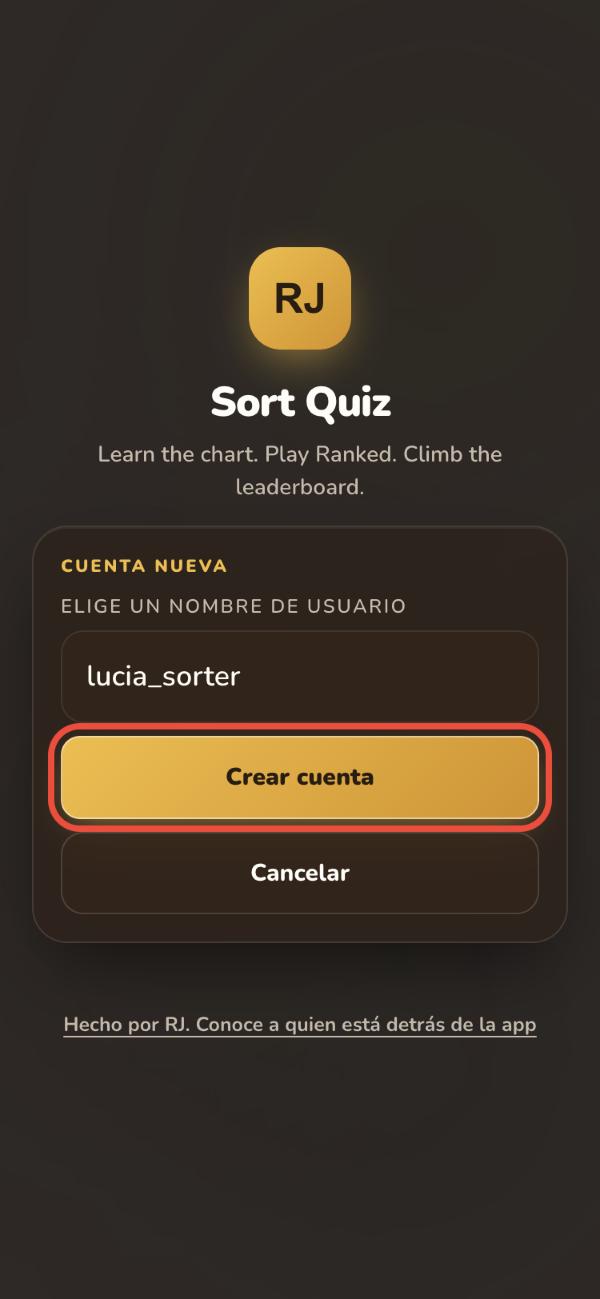 RJ
Sort Quiz
Learn the chart. Play Ranked. Climb the
leaderboard.
CUENTA NUEVA
ELIGE UN NOMBRE DE USUARIO
lucia_sorter
Crear cuenta
Cancelar
Hecho por RJ. Conoce a quien está detrás de la app